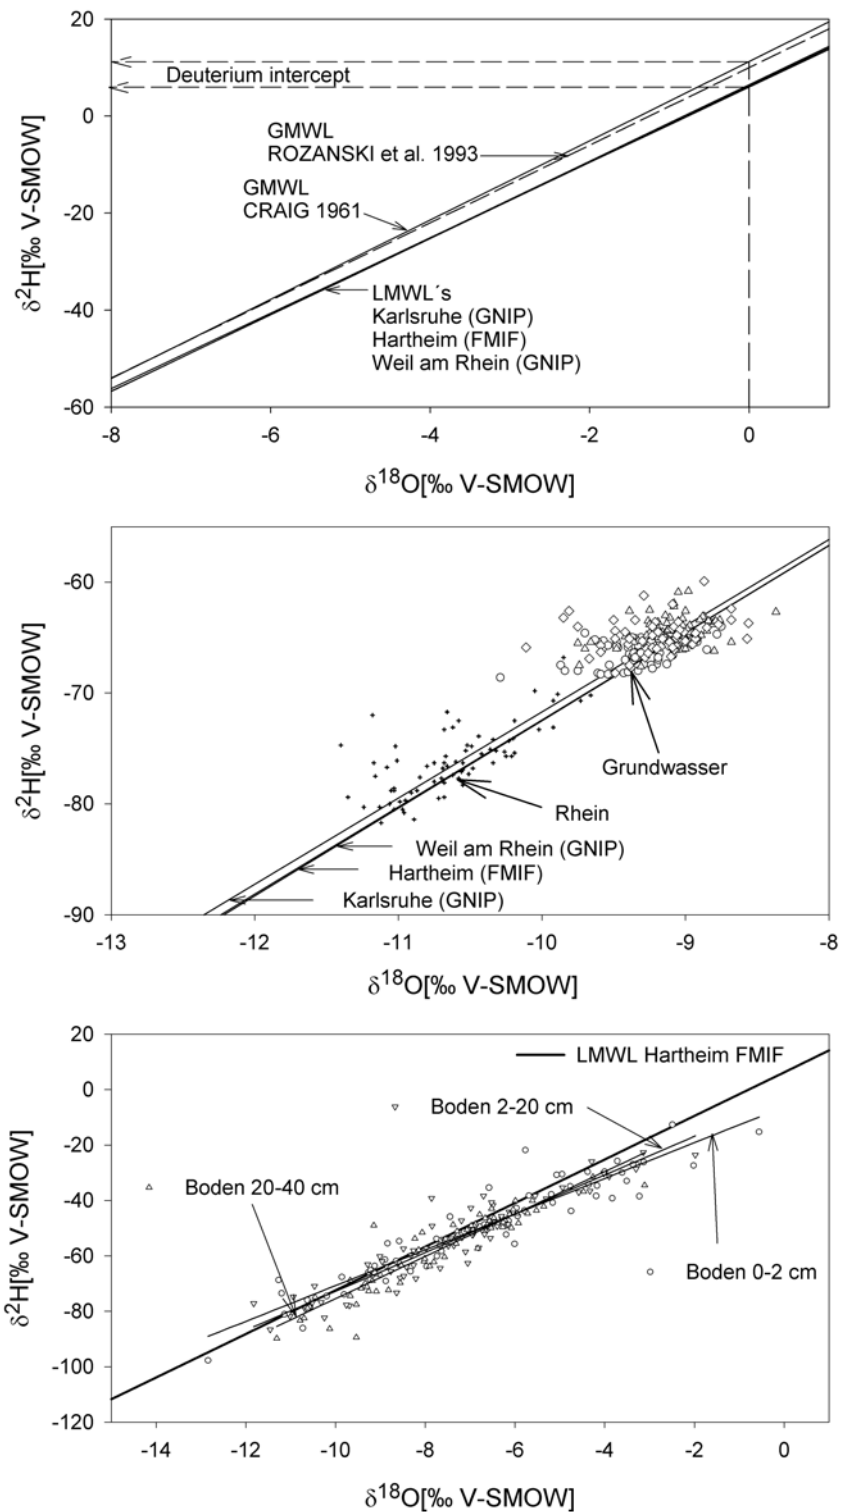 20
Deuterium intercept
0
GMWL
ROZANSKI et al. 1993
GMWL
CRAIG 1961
-20
LMWL´s
Karlsruhe (GNIP)
Hartheim (FMIF)
Weil am Rhein (GNIP)
-40
-60
-8 -6 -4 -2 0
δ2H[‰ V-SMOW]
δ18O[‰ V-SMOW]
-60
-70
Grundwasser
-80
Rhein
Weil am Rhein (GNIP)
Hartheim (FMIF)
Karlsruhe (GNIP)
-90
-13 -12 -11 -10 -9 -8
δ2H[‰ V-SMOW]
δ18O[‰ V-SMOW]
20
LMWL Hartheim FMIF
0
Boden 2-20 cm
-20
Boden 20-40 cm
-40
-60
Boden 0-2 cm
-80
-100
-120
-14 -12 -10 -8 -6 -4 -2 0
δ2H[‰ V-SMOW]
δ18O[‰ V-SMOW]